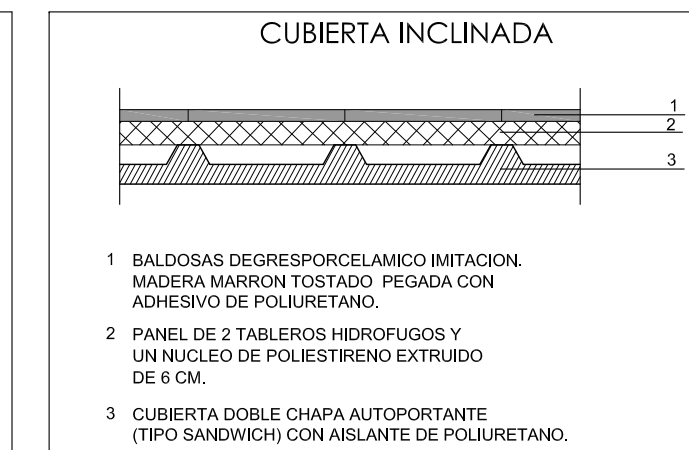 CUBIERTA INCLINADA
1
2
3
1 BALDOSAS DEGRESPORCELAMICO IMITACION.
MADERA MARRON TOSTADO PEGADA CON
ADHESIVO DE POLIURETANO.
2 PANEL DE 2 TABLEROS HIDROFUGOS Y
UN NUCLEO DE POLIESTIRENO EXTRUIDO
DE 6 CM.
3 CUBIERTA DOBLE CHAPA AUTOPORTANTE
(TIPO SANDWICH) CON AISLANTE DE POLIURETANO.